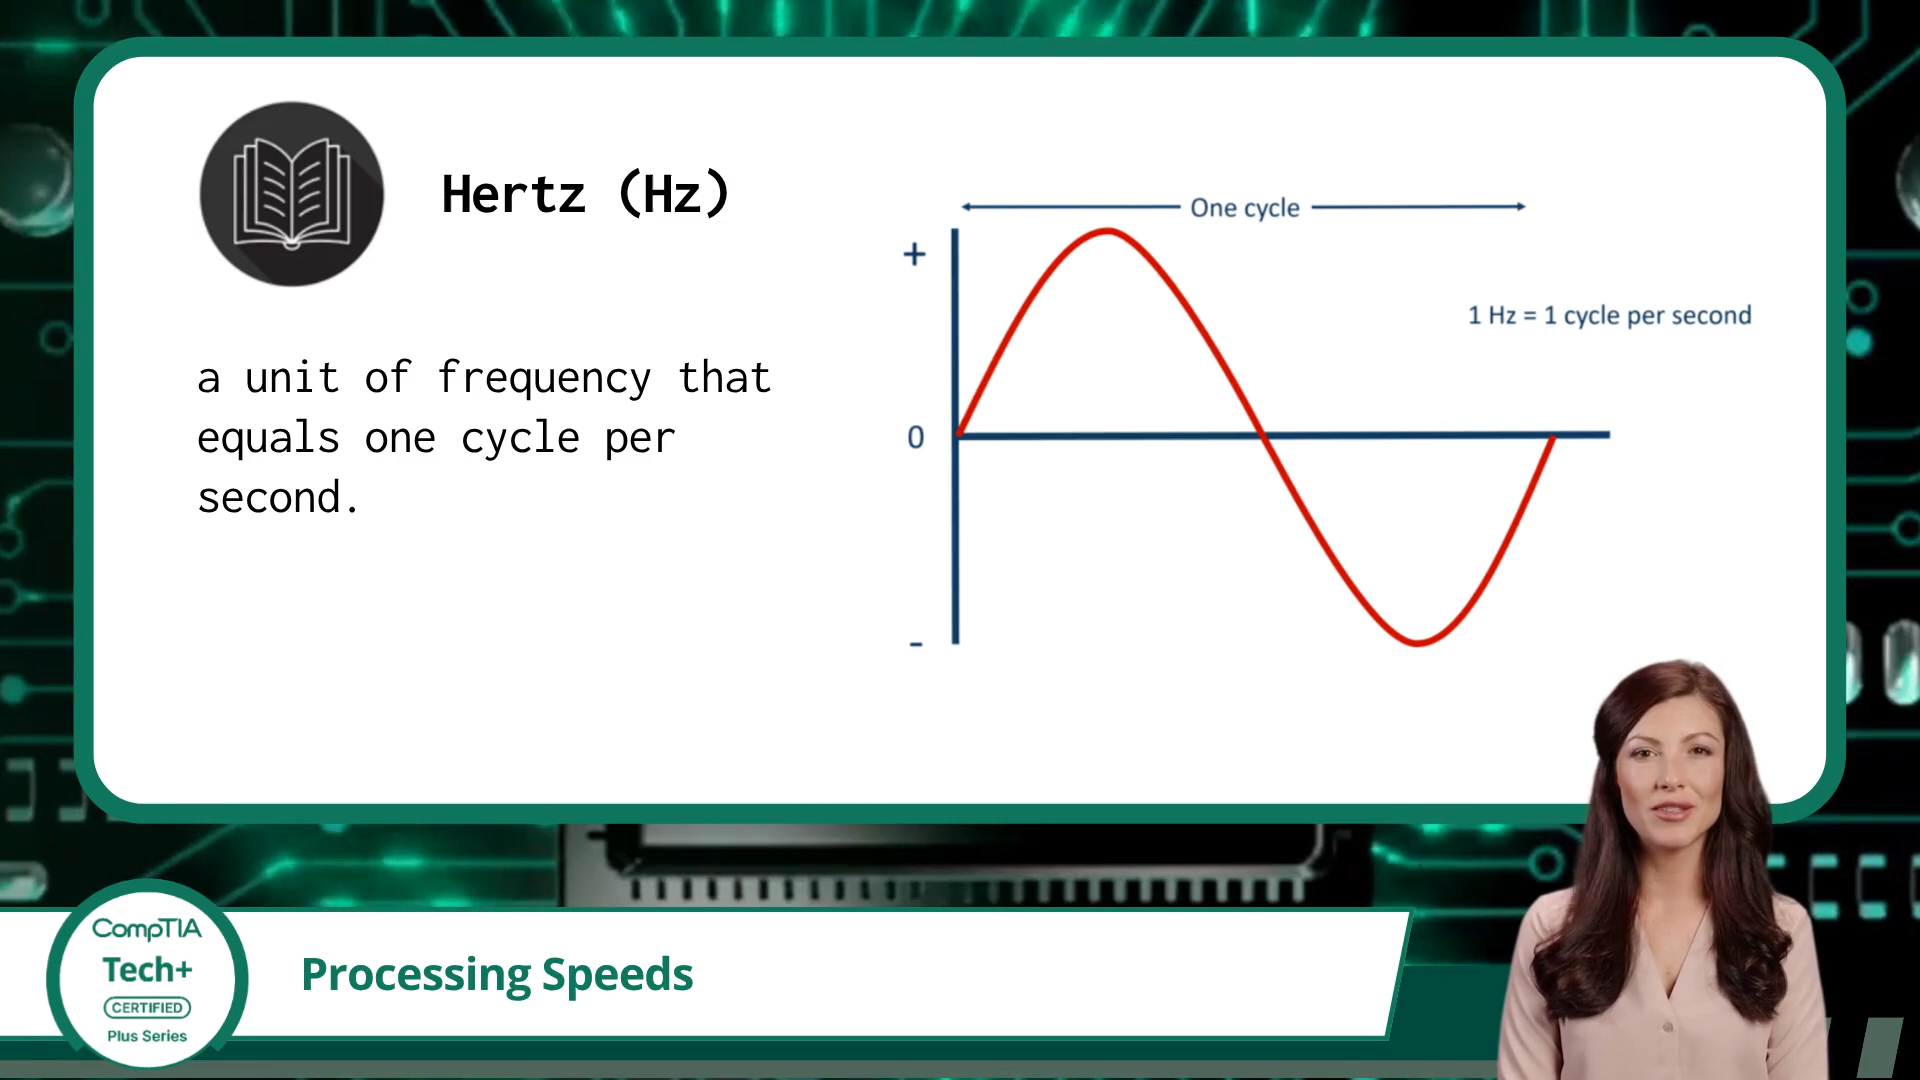 Hertz (Hz)
a unit of frequency that
equals one cycle per
second.
One cycle
+
1 Hz = 1 cycle per second
0
-
CompTIA
Tech+
CERTIFIED
Plus Series
Processing Speeds